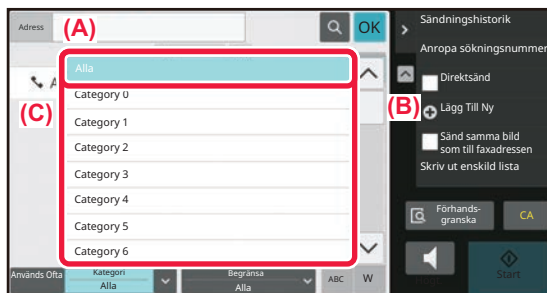 Adress
(A)
OK
Sändningshistorik
Anropa sökningsnummer
Alla
A
Direktsänd
(C)
Category 0
(B)
Lägg Till Ny
Category 1
Category 2
Sänd samma bild
som till faxadressen
Category 3
Skriv ut enskild lista
Category 4
Category 5
Förhands-
granska
CA
Category 6
Används Ofta
Kategori
Alla
Begränsa
Alla
ABC
W
Start